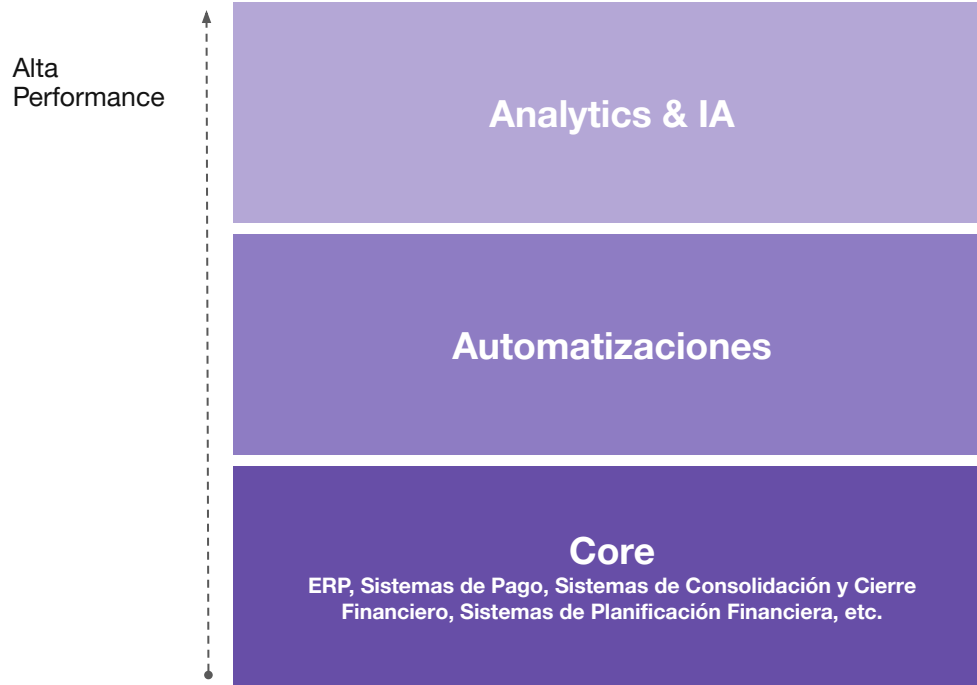 Alta
Performance
Analytics & IA
Automatizaciones
Core
ERP, Sistemas de Pago, Sistemas de Consolidación y Cierre
Financiero, Sistemas de Planificación Financiera, etc.